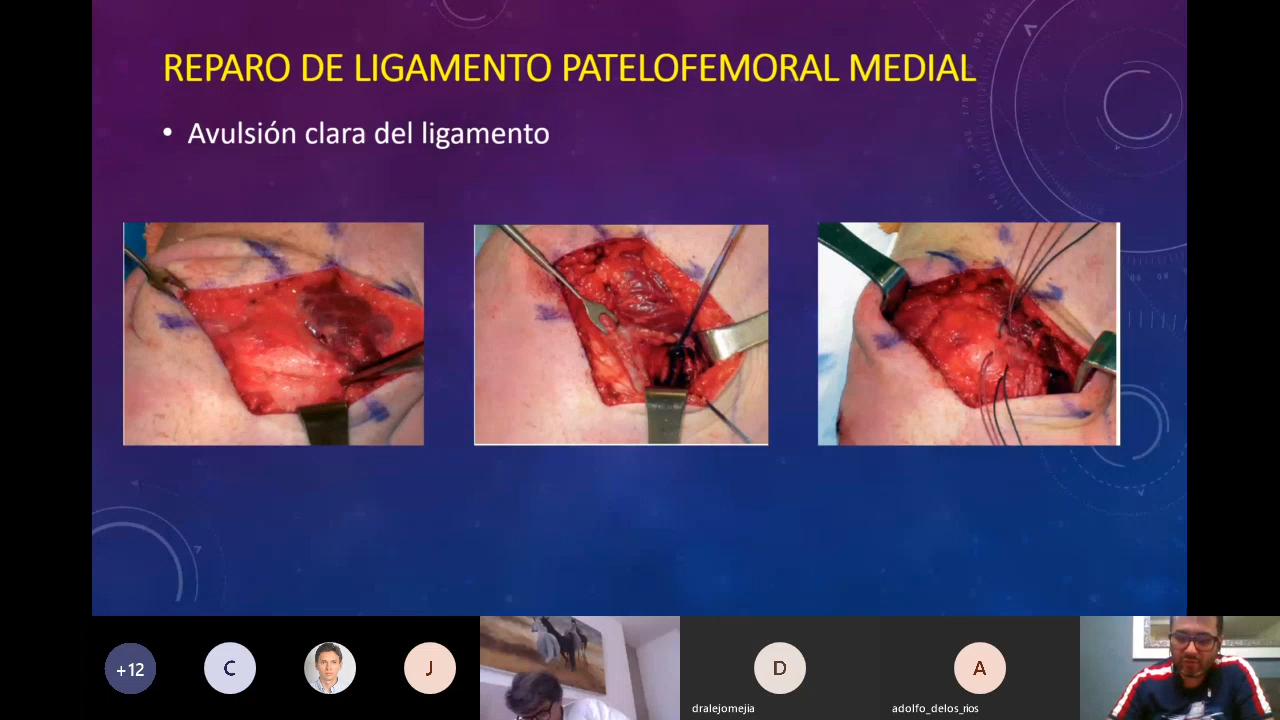 REPARO DE LIGAMENTO PATELOFEMORAL MEDIAL
• Avulsión clara del ligamento
+12
C
J
D
A
dralejomejia
adolfo_delos_rios